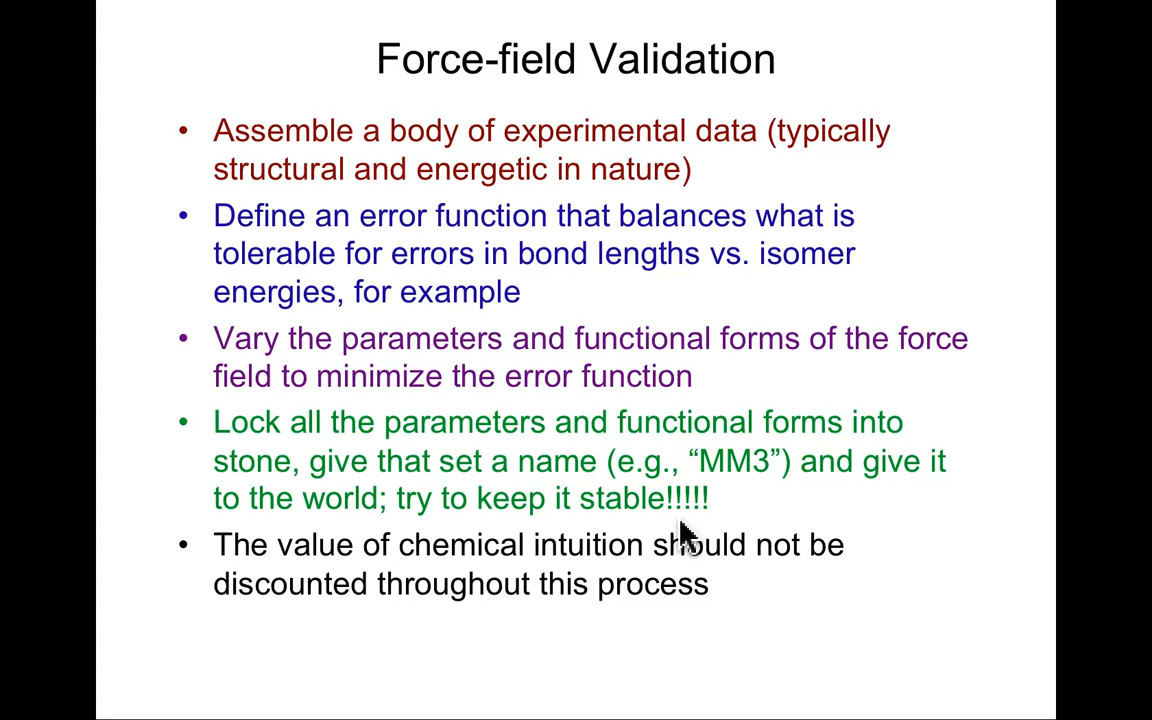 Force-field Validation
• Assemble a body of experimental data (typically
structural and energetic in nature)
• Define an error function that balances what is
tolerable for errors in bond lengths vs. isomer
energies, for example
• Vary the parameters and functional forms of the force
field to minimize the error function
• Lock all the parameters and functional forms into
stone, give that set a name (e.g., “MM3”) and give it
to the world; try to keep it stable!!!!!
• The value of chemical intuition should not be
discounted throughout this process